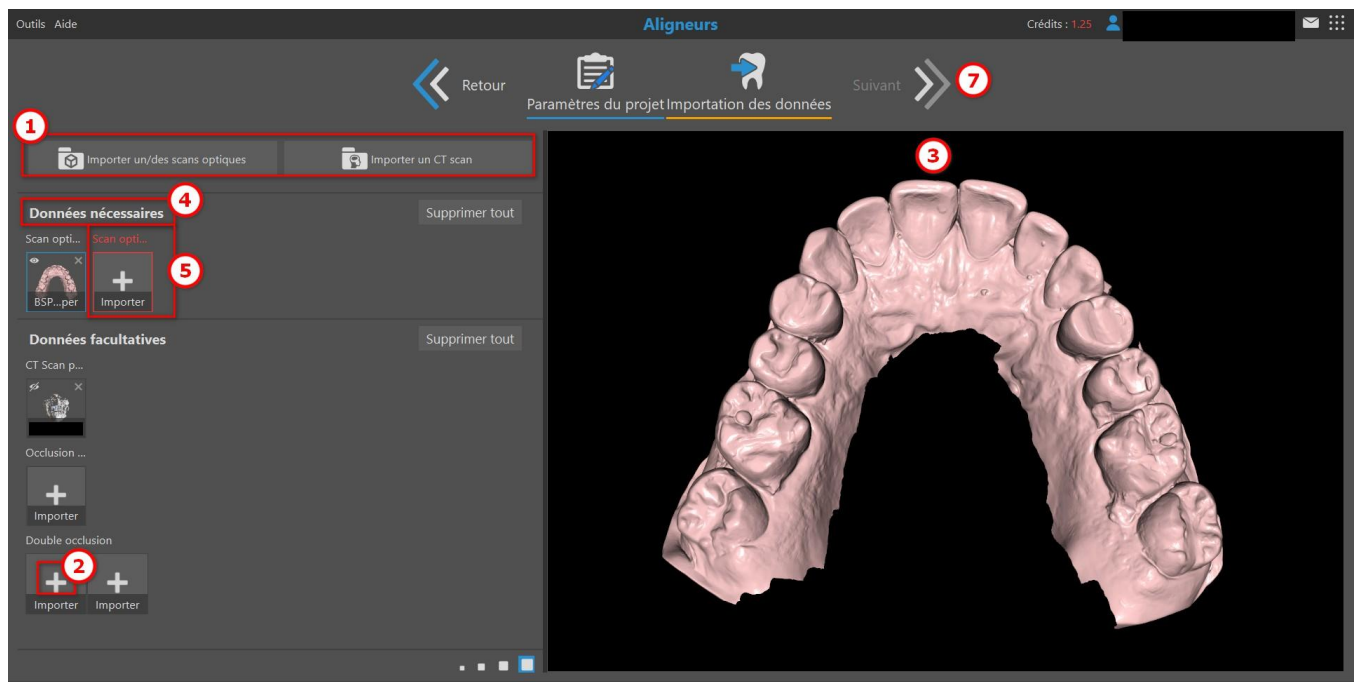 Outils Aide
Aligneurs
Crédits : 1.25
Retour
Paramètres du projet
Importation des données
Suivant
7
1
Importer un/des scans optiques
Importer un CT scan
3
4
Données nécessaires
Supprimer tout
Scan opti...
Scan opti...
5
BSP...per
Importer
Données facultatives
Supprimer tout
CT Scan p...
Occlusion ...
Importer
Double occlusion
2
Importer
Importer